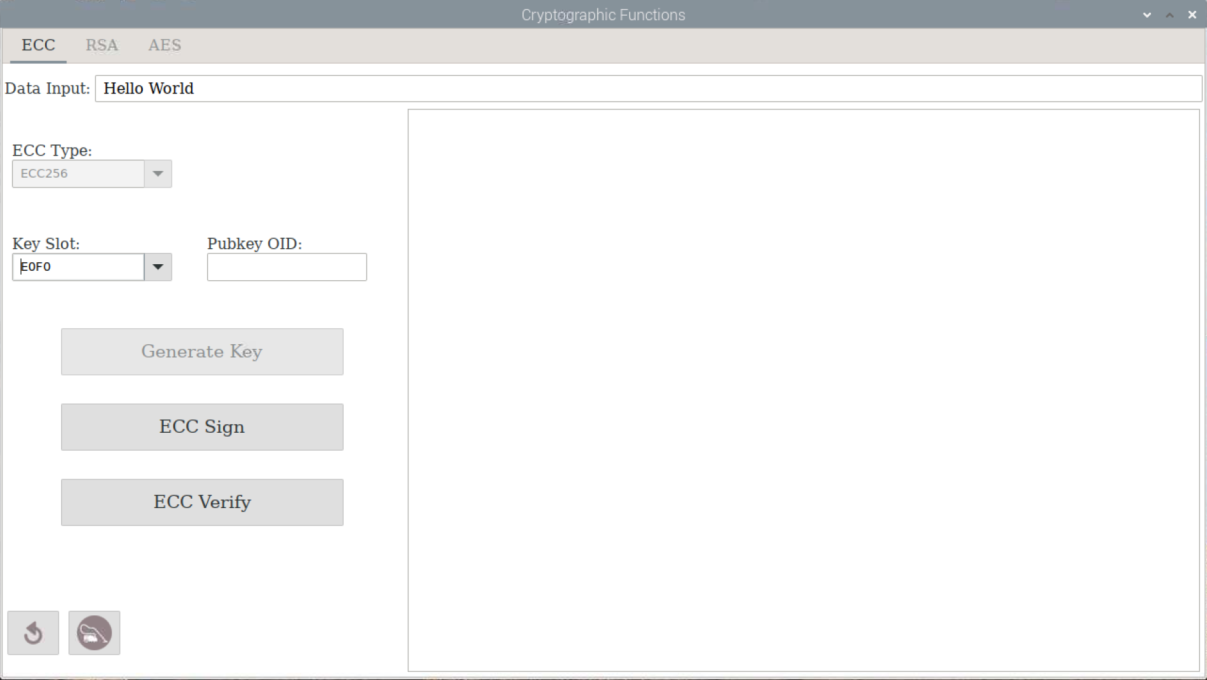 Cryptographic Functions
ECC RSA AES
Data Input: Hello World
ECC Type:
ECC256
Key Slot: Pubkey OID:
E0F0
Generate Key
ECC Sign
ECC Verify